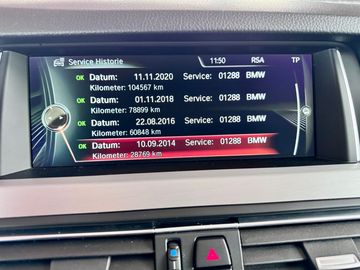 Service Historie 11:50 RSA TP
OK Datum: 11.11.2020 Service: 01288 BMW
Kilometer: 104567 km
OK Datum: 01.11.2018 Service: 01288 BMW
Kilometer: 78899 km
OK Datum: 22.08.2016 Service: 01288 BMW
Kilometer: 60848 km
OK Datum: 10.09.2014 Service: 01288 BMW
Kilometer: 28769 km